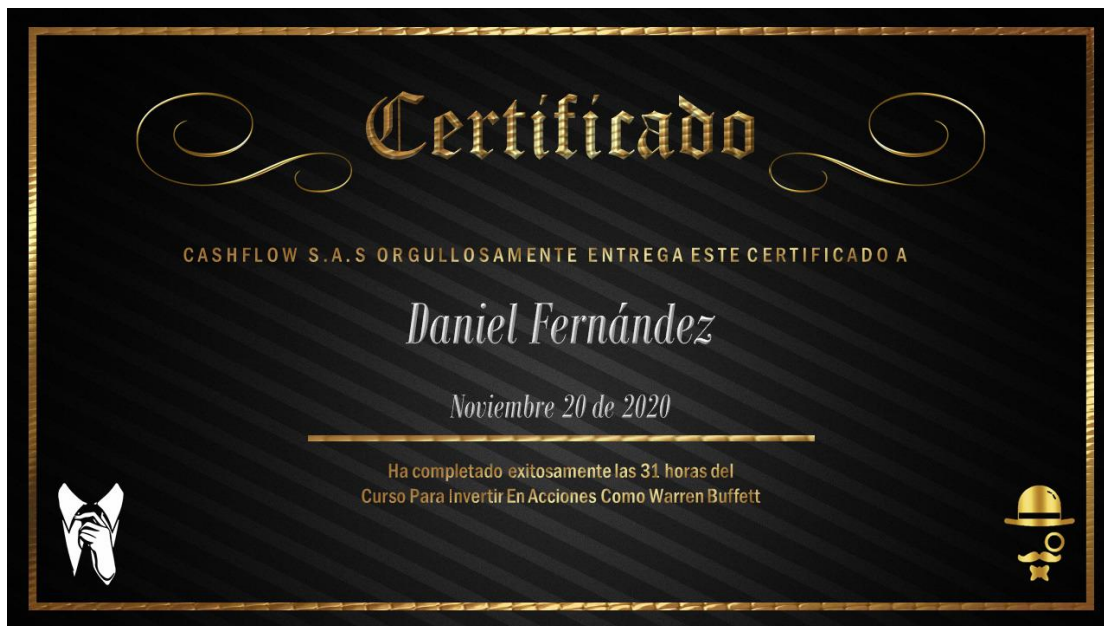 Certificado
CASHFLOW S.A.S ORGULLOSAMENTE ENTREGA ESTE CERTIFICADO A
Daniel Fernández
Noviembre 20 de 2020
Ha completado exitosamente las 31 horas del
Curso Para Invertir En Acciones Como Warren Buffett